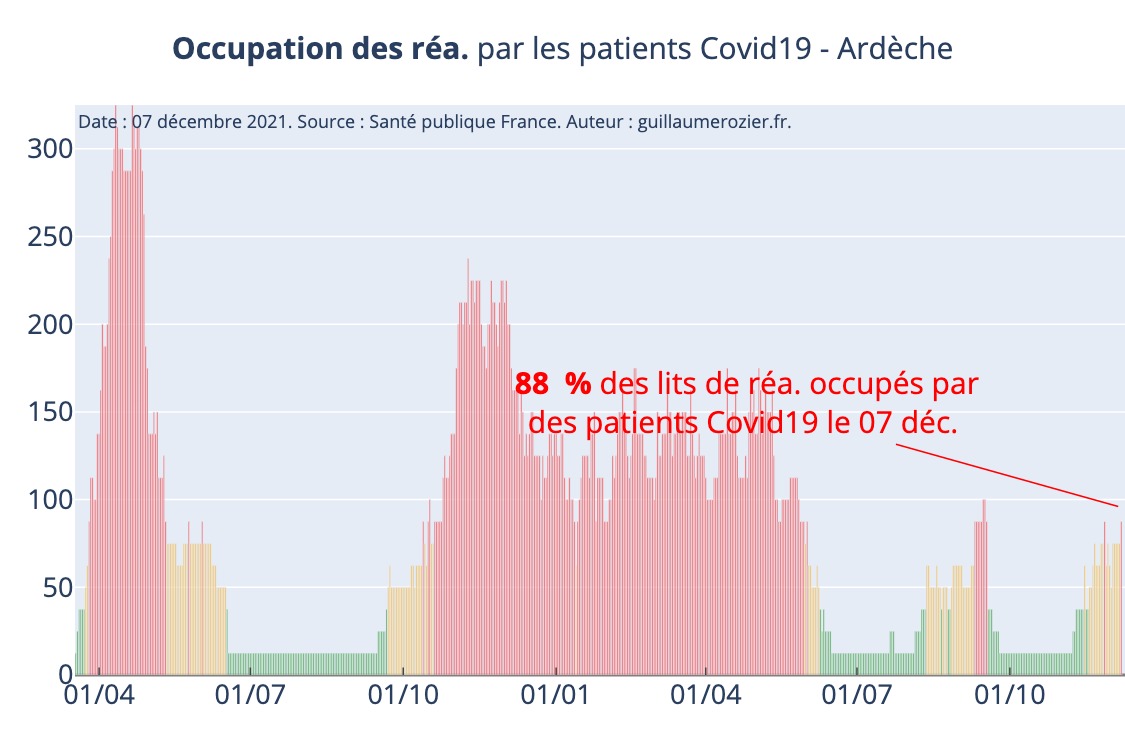 Occupation des réa. par les patients Covid19 - Ardèche
Date : 07 décembre 2021. Source : Santé publique France. Auteur : guillaumerozier.fr.
300
250
200
150
100
50
0
88  % des lits de réa. occupés par
des patients Covid19 le 07 déc.
01/04 01/07 01/10 01/01 01/04 01/07 01/10